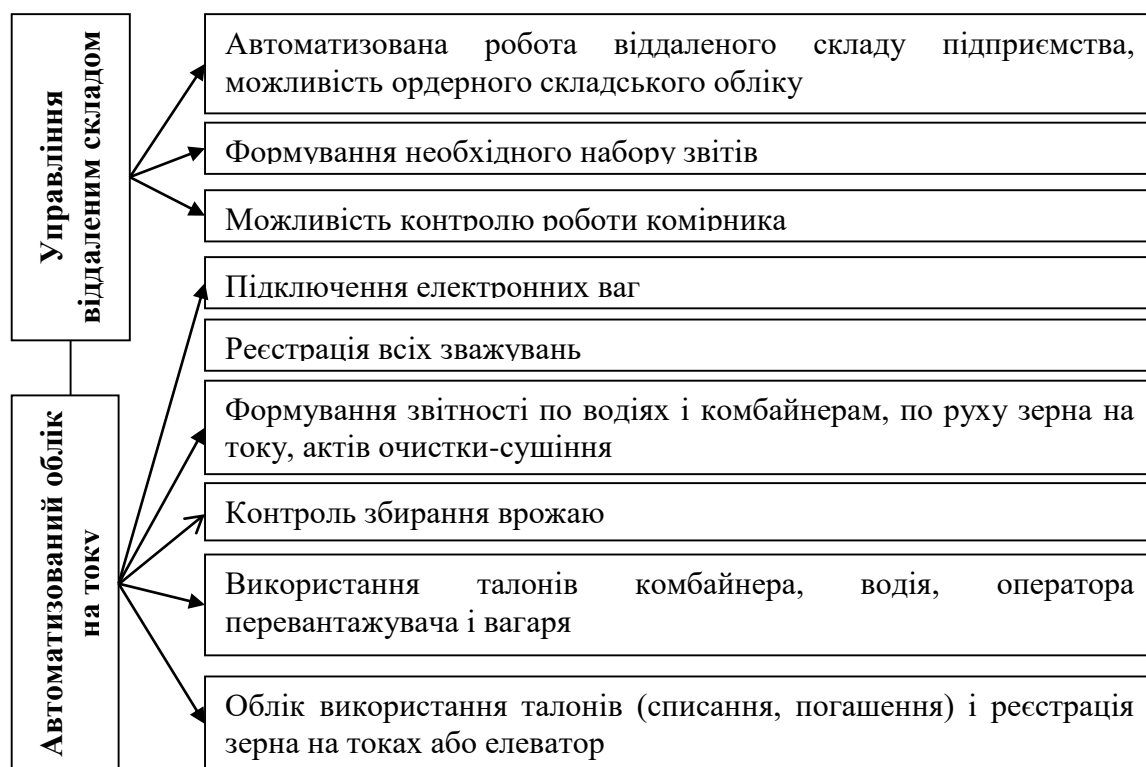 Управління
віддаленим складом
Автоматизована робота віддаленого складу підприємства,
можливість ордерного складського обліку
Формування необхідного набору звітів
Можливість контролю роботи комірника
Автоматизований облік
на току
Підключення електронних ваг
Реєстрація всіх зважувань
Формування звітності по водіях і комбайнерам, по руху зерна на
току, актів очистки-сушіння
Контроль збирання врожаю
Використання талонів комбайнера, водія, оператора
перевантажувача і вагаря
Облік використання талонів (списання, погашення) і реєстрація
зерна на токах або елеватор